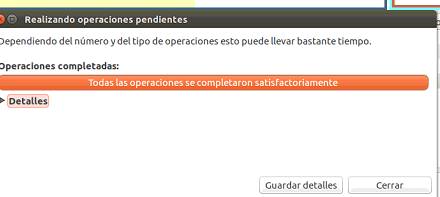 Realizando operaciones pendientes
Dependiendo del número y del tipo de operaciones esto puede llevar bastante tiempo.
Operaciones completadas:
Todas las operaciones se completaron satisfactoriamente
Detalles
Guardar detalles
Cerrar